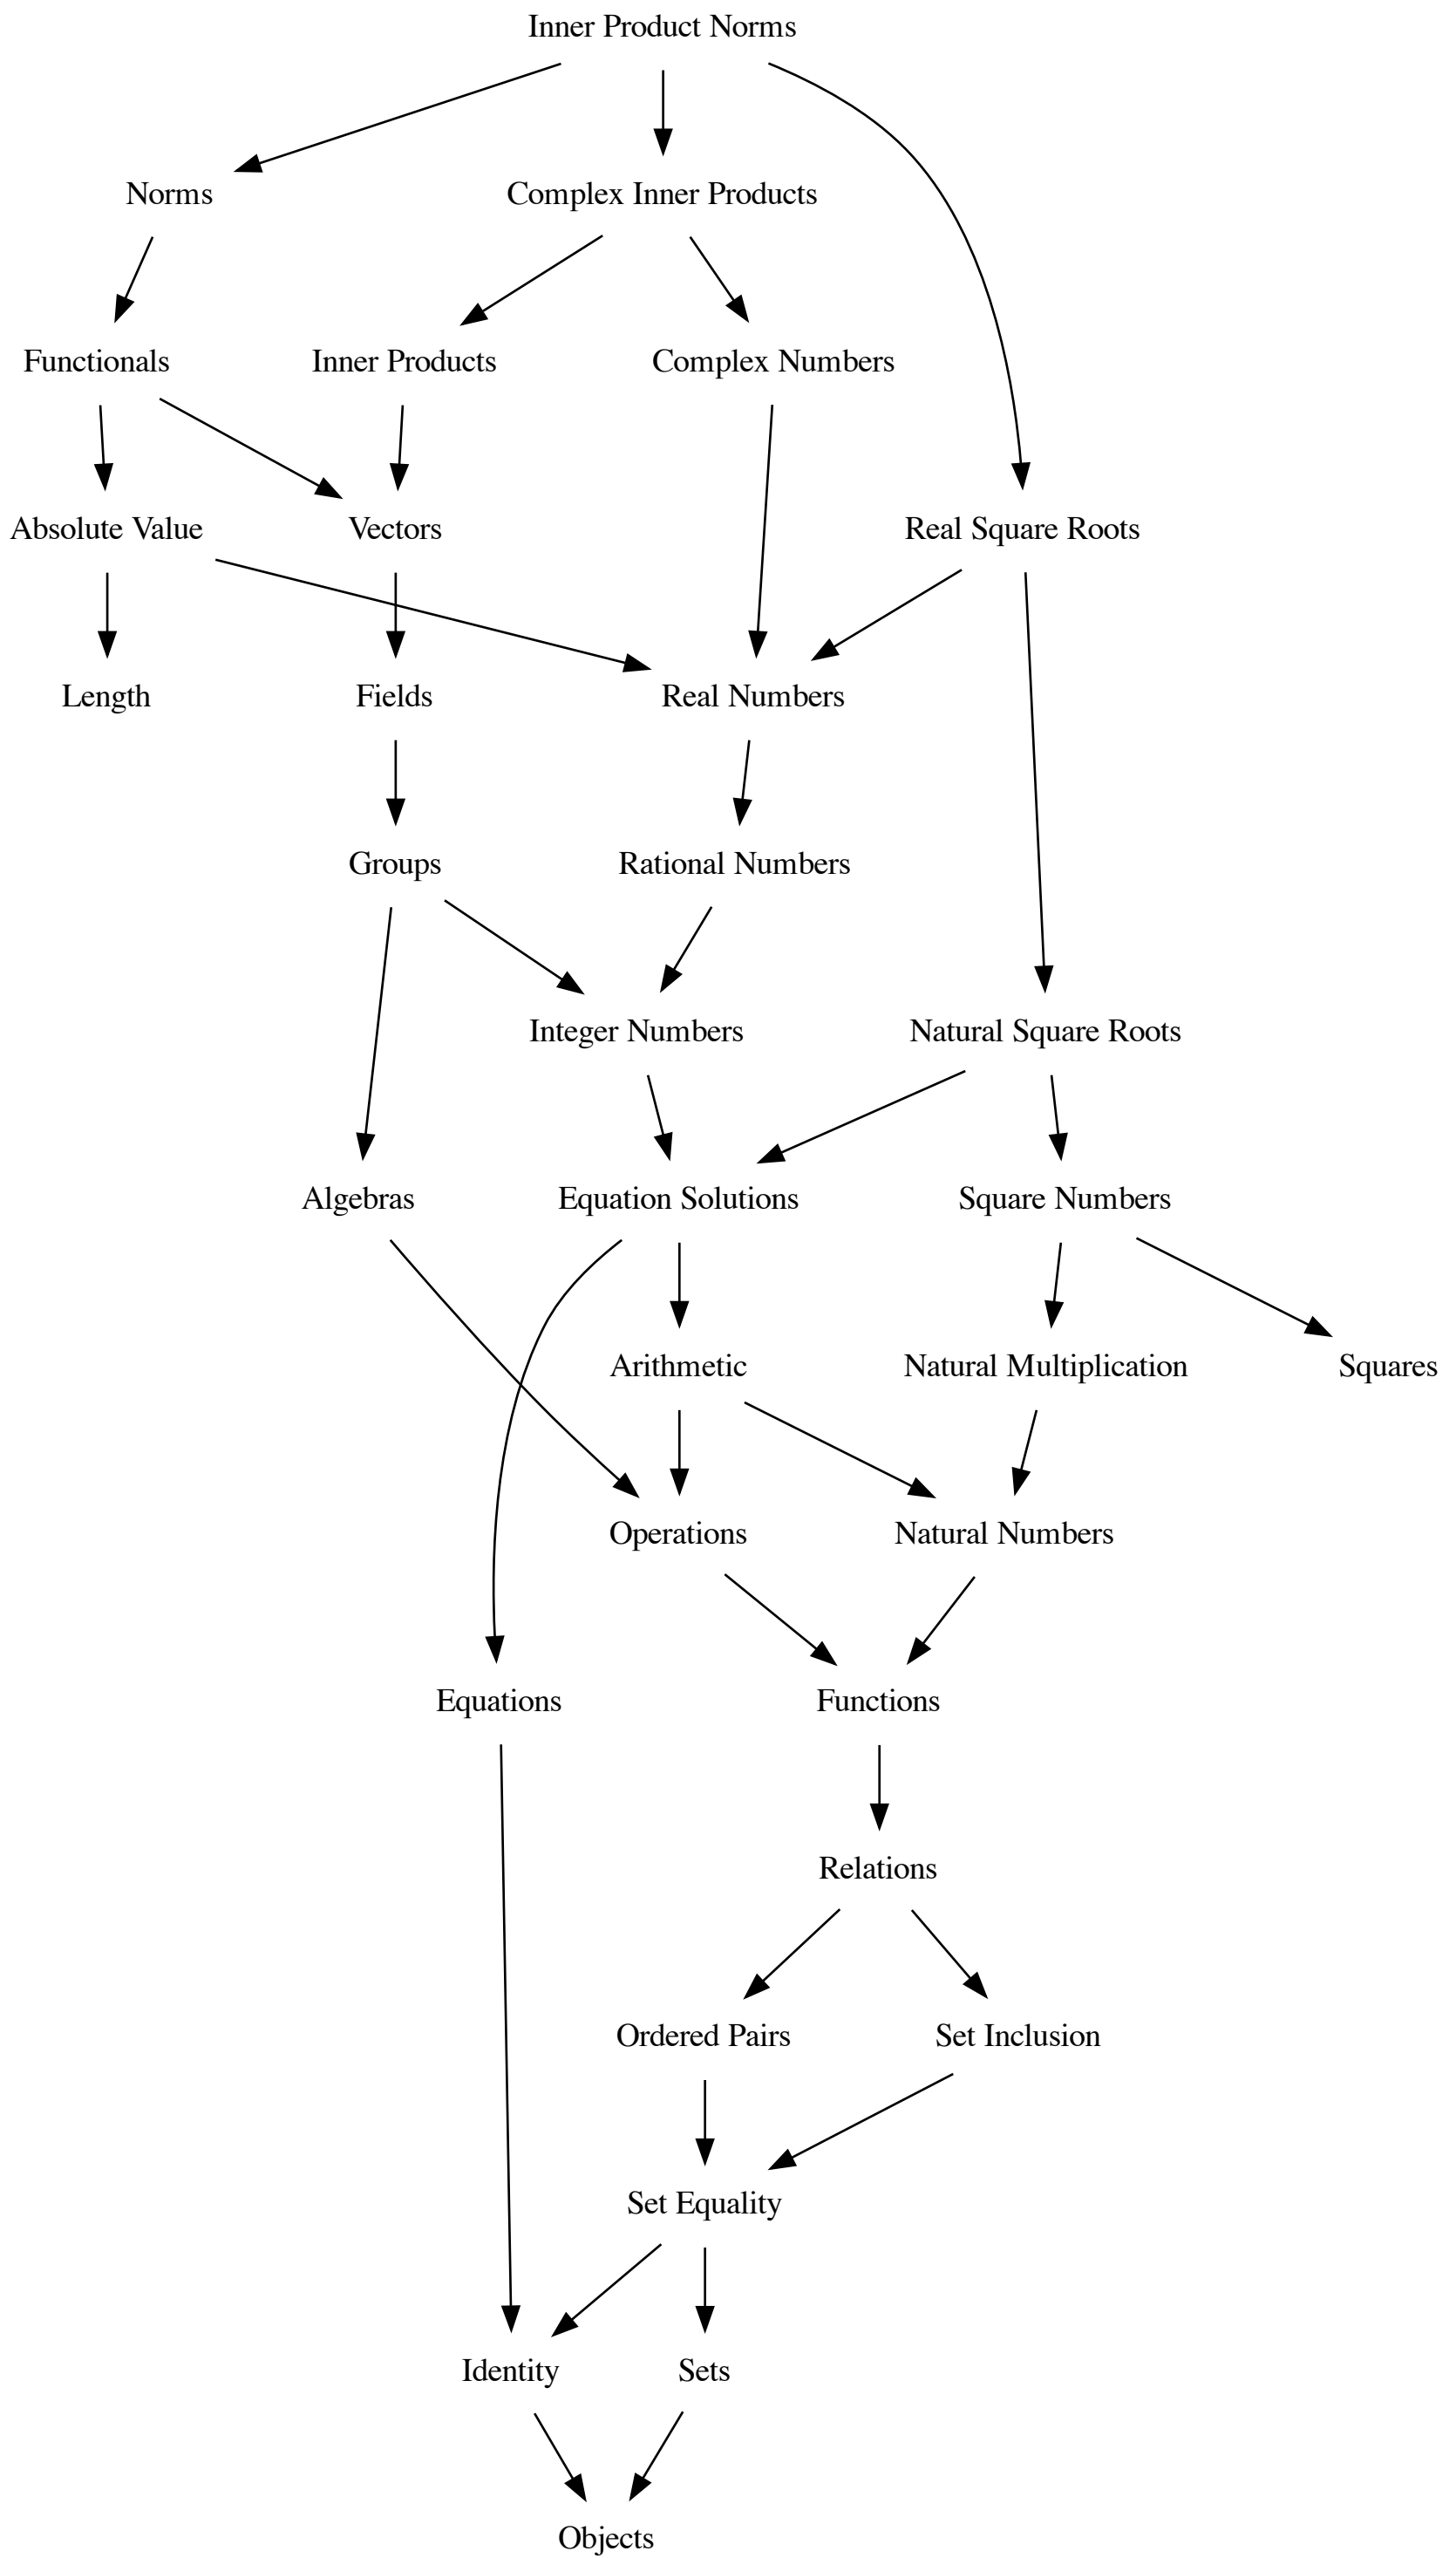 Inner Product Norms
Norms
Complex Inner Products
Functionals
Inner Products
Complex Numbers
Absolute Value
Vectors
Real Square Roots
Length
Fields
Real Numbers
Groups
Rational Numbers
Integer Numbers
Natural Square Roots
Algebras
Equation Solutions
Square Numbers
Arithmetic
Natural Multiplication
Squares
Operations
Natural Numbers
Equations
Functions
Relations
Ordered Pairs
Set Inclusion
Set Equality
Identity
Sets
Objects